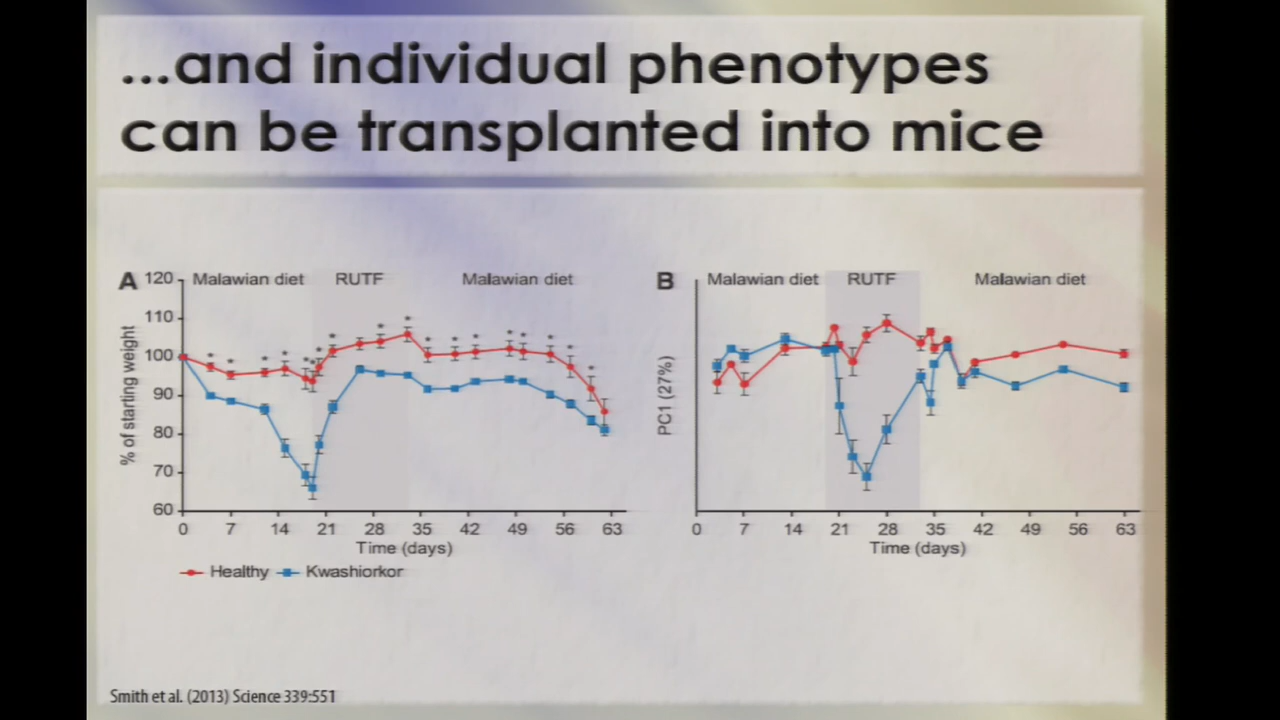 ...and individual phenotypes
can be transplanted into mice
A
Malawian diet RUTF Malawian diet
% of starting weight
120
110
100
90
80
70
60
0 7 14 21 28 35 42 49 56 63
Time (days)
Healthy Kwashiorkor
B
Malawian diet RUTF Malawian diet
PC1 (27%)
0 7 14 21 28 35 42 49 56 63
Time (days)
Smith et al. (2013) Science 339:551